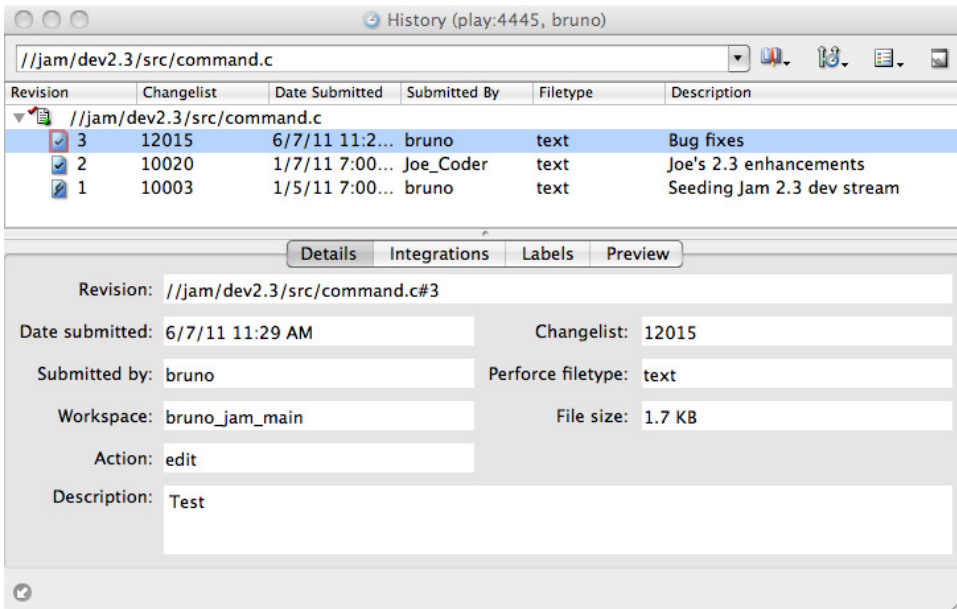 History (play:4445, bruno)
//jam/dev2.3/src/command.c
Revision Changelist Date Submitted Submitted By Filetype Description
//jam/dev2.3/src/command.c
3 12015 6/7/11 11:2... bruno text Bug fixes
2 10020 1/7/11 7:00... Joe_Coder text Joe's 2.3 enhancements
1 10003 1/5/11 7:00... bruno text Seeding Jam 2.3 dev stream
Details Integrations Labels Preview
Revision: //jam/dev2.3/src/command.c#3
Date submitted: 6/7/11 11:29 AM Changelist: 12015
Submitted by: bruno Perforce filetype: text
Workspace: bruno_jam_main File size: 1.7 KB
Action: edit
Description: Test